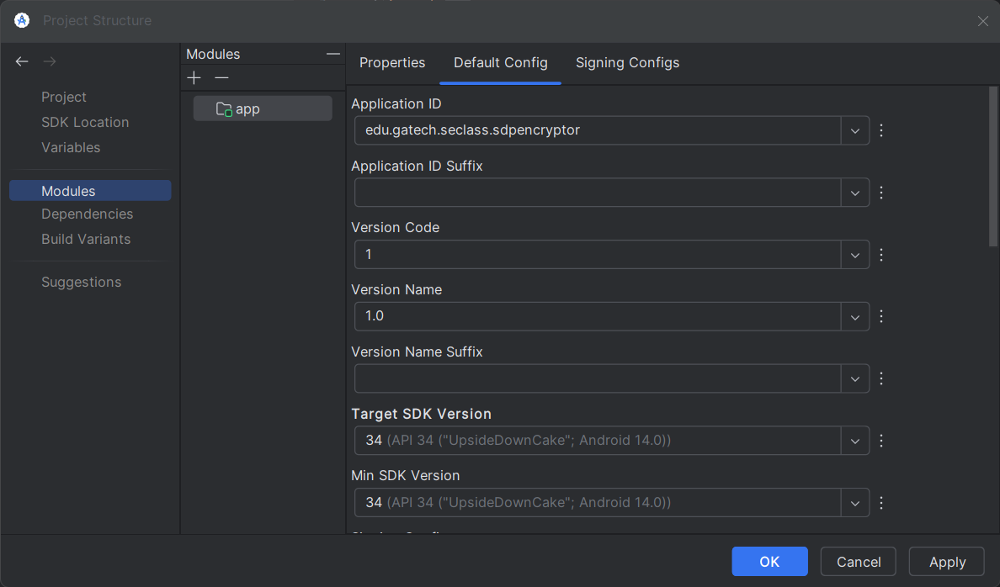 Project Structure
Project
SDK Location
Variables
Modules
Dependencies
Build Variants
Suggestions
Modules
app
Properties Default Config Signing Configs
Application ID
edu.gatech.seclass.sdpencryptor
Application ID Suffix
Version Code
1
Version Name
1.0
Version Name Suffix
Target SDK Version
34 (API 34 ("UpsideDownCake"; Android 14.0))
Min SDK Version
34 (API 34 ("UpsideDownCake"; Android 14.0))
OK Cancel Apply